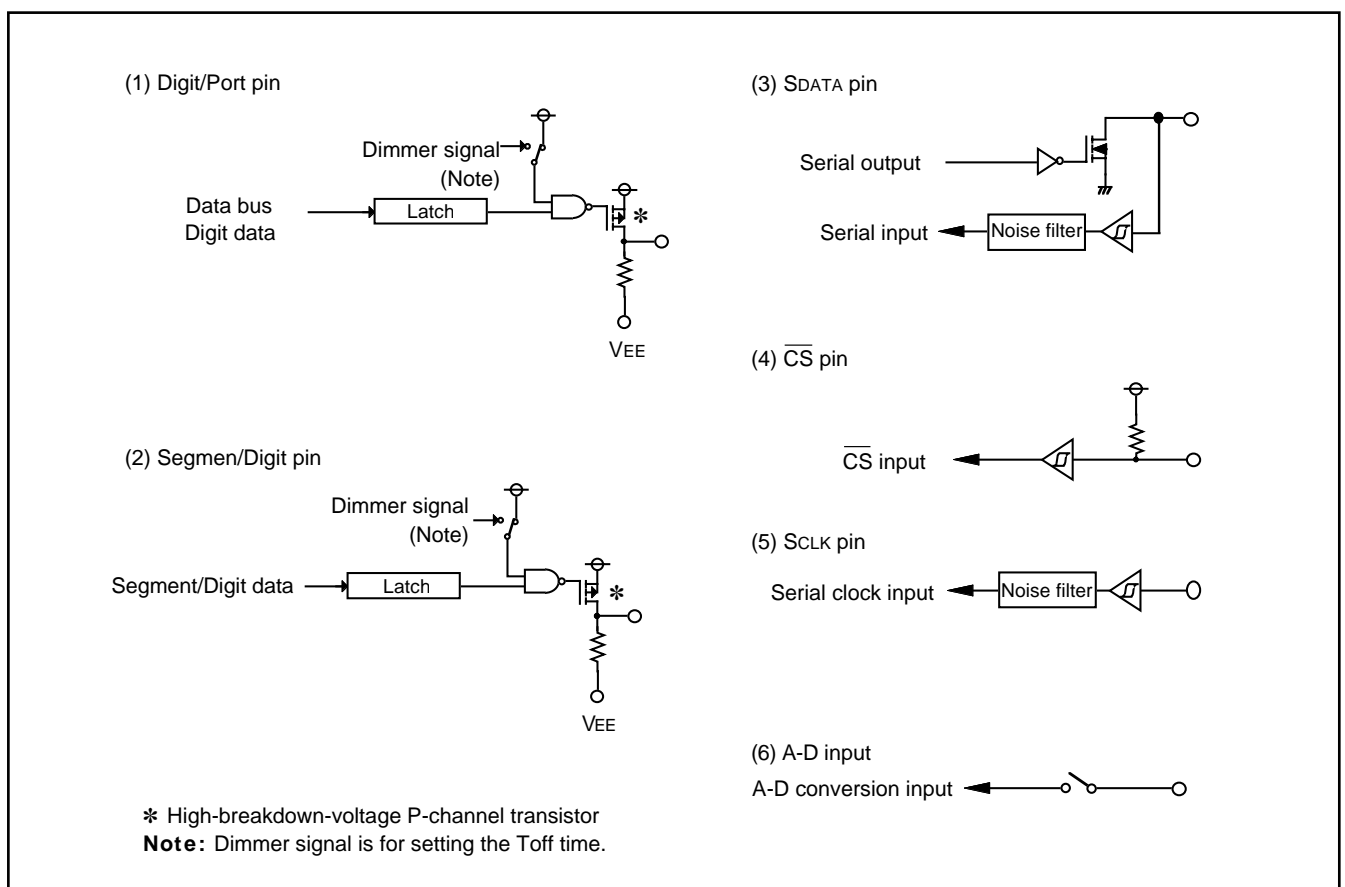 (1) Digit/Port pin
Dimmer signal
(Note)
Data bus
Digit data
Latch
*
VEE
(2) Segmen/Digit pin
Dimmer signal
(Note)
Segment/Digit data
Latch
*
VEE
* High-breakdown-voltage P-channel transistor
Note: Dimmer signal is for setting the Toff time.
(3) SDATA pin
Serial output
Serial input
Noise filter
(4) C̅S̅ pin
C̅S̅ input
(5) SCLK pin
Serial clock input
Noise filter
(6) A-D input
A-D conversion input